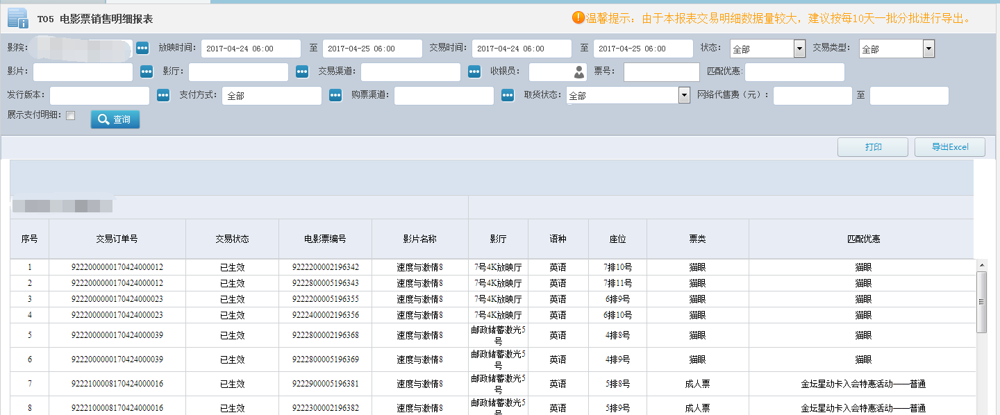 T05 电影票销售明细报表
温馨提示：由于本报表交易明细数据量较大，建议按每10天一批分批进行导出。
影院: 放映时间: 2017-04-24 06:00 至 2017-04-25 06:00 交易时间: 2017-04-24 06:00 至 2017-04-25 06:00 状态: 全部 交易类型: 全部
影片: 影厅: 交易渠道: 收银员: 票号: 匹配优惠:
发行版本: 支付方式: 全部 购票渠道: 取货状态: 全部 网络代售费（元）: 至
展示支付明细: 查询
打印 导出Excel
序号 交易订单号 交易状态 电影票编号 影片名称 影厅 语种 座位 票类 匹配优惠
1 9222000000170424000012 已生效 9222200002196342 速度与激情8 7号4K放映厅 英语 7排10号 猫眼 猫眼
2 9222000000170424000012 已生效 9222800005196343 速度与激情8 7号4K放映厅 英语 7排11号 猫眼 猫眼
3 9222000000170424000023 已生效 9222200005196355 速度与激情8 7号4K放映厅 英语 6排9号 猫眼 猫眼
4 9222000000170424000023 已生效 9222400002196356 速度与激情8 7号4K放映厅 英语 6排10号 猫眼 猫眼
5 9222000000170424000039 已生效 9222800002196368 速度与激情8 邮政储蓄激光5号 英语 4排8号 猫眼 猫眼
6 9222000000170424000039 已生效 9222800005196369 速度与激情8 邮政储蓄激光5号 英语 4排9号 猫眼 猫眼
7 9222100008170424000016 已生效 9222900005196381 速度与激情8 邮政储蓄激光5号 英语 5排8号 成人票 金坛星动卡入会特惠活动——普通
8 9222100008170424000016 已生效 9222300002196382 速度与激情8 邮政储蓄激光5号 英语 5排9号 成人票 金坛星动卡入会特惠活动——普通